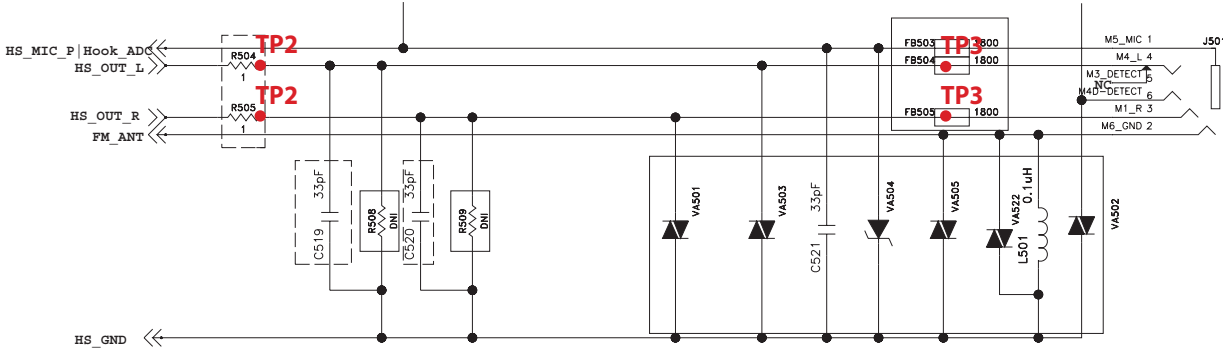 HS_MIC_P|Hook_ADC
HS_OUT_L
R504
1
TP2
FB503
1800
TP3
FB504
1800
M5_MIC 1
J501
M4_L 4
M3_DETECT
5
NC
M4D-DETECT
6
HS_OUT_R
R505
1
TP2
TP3
FB505
1800
M1_R 3
FM_ANT
M6_GND 2
33pF
C519
R508
DNI
33pF
C520
R509
DNI
VA501
VA503
33pF
C521
VA504
VA505
VA522
0.1uH
L501
VA502
HS_GND